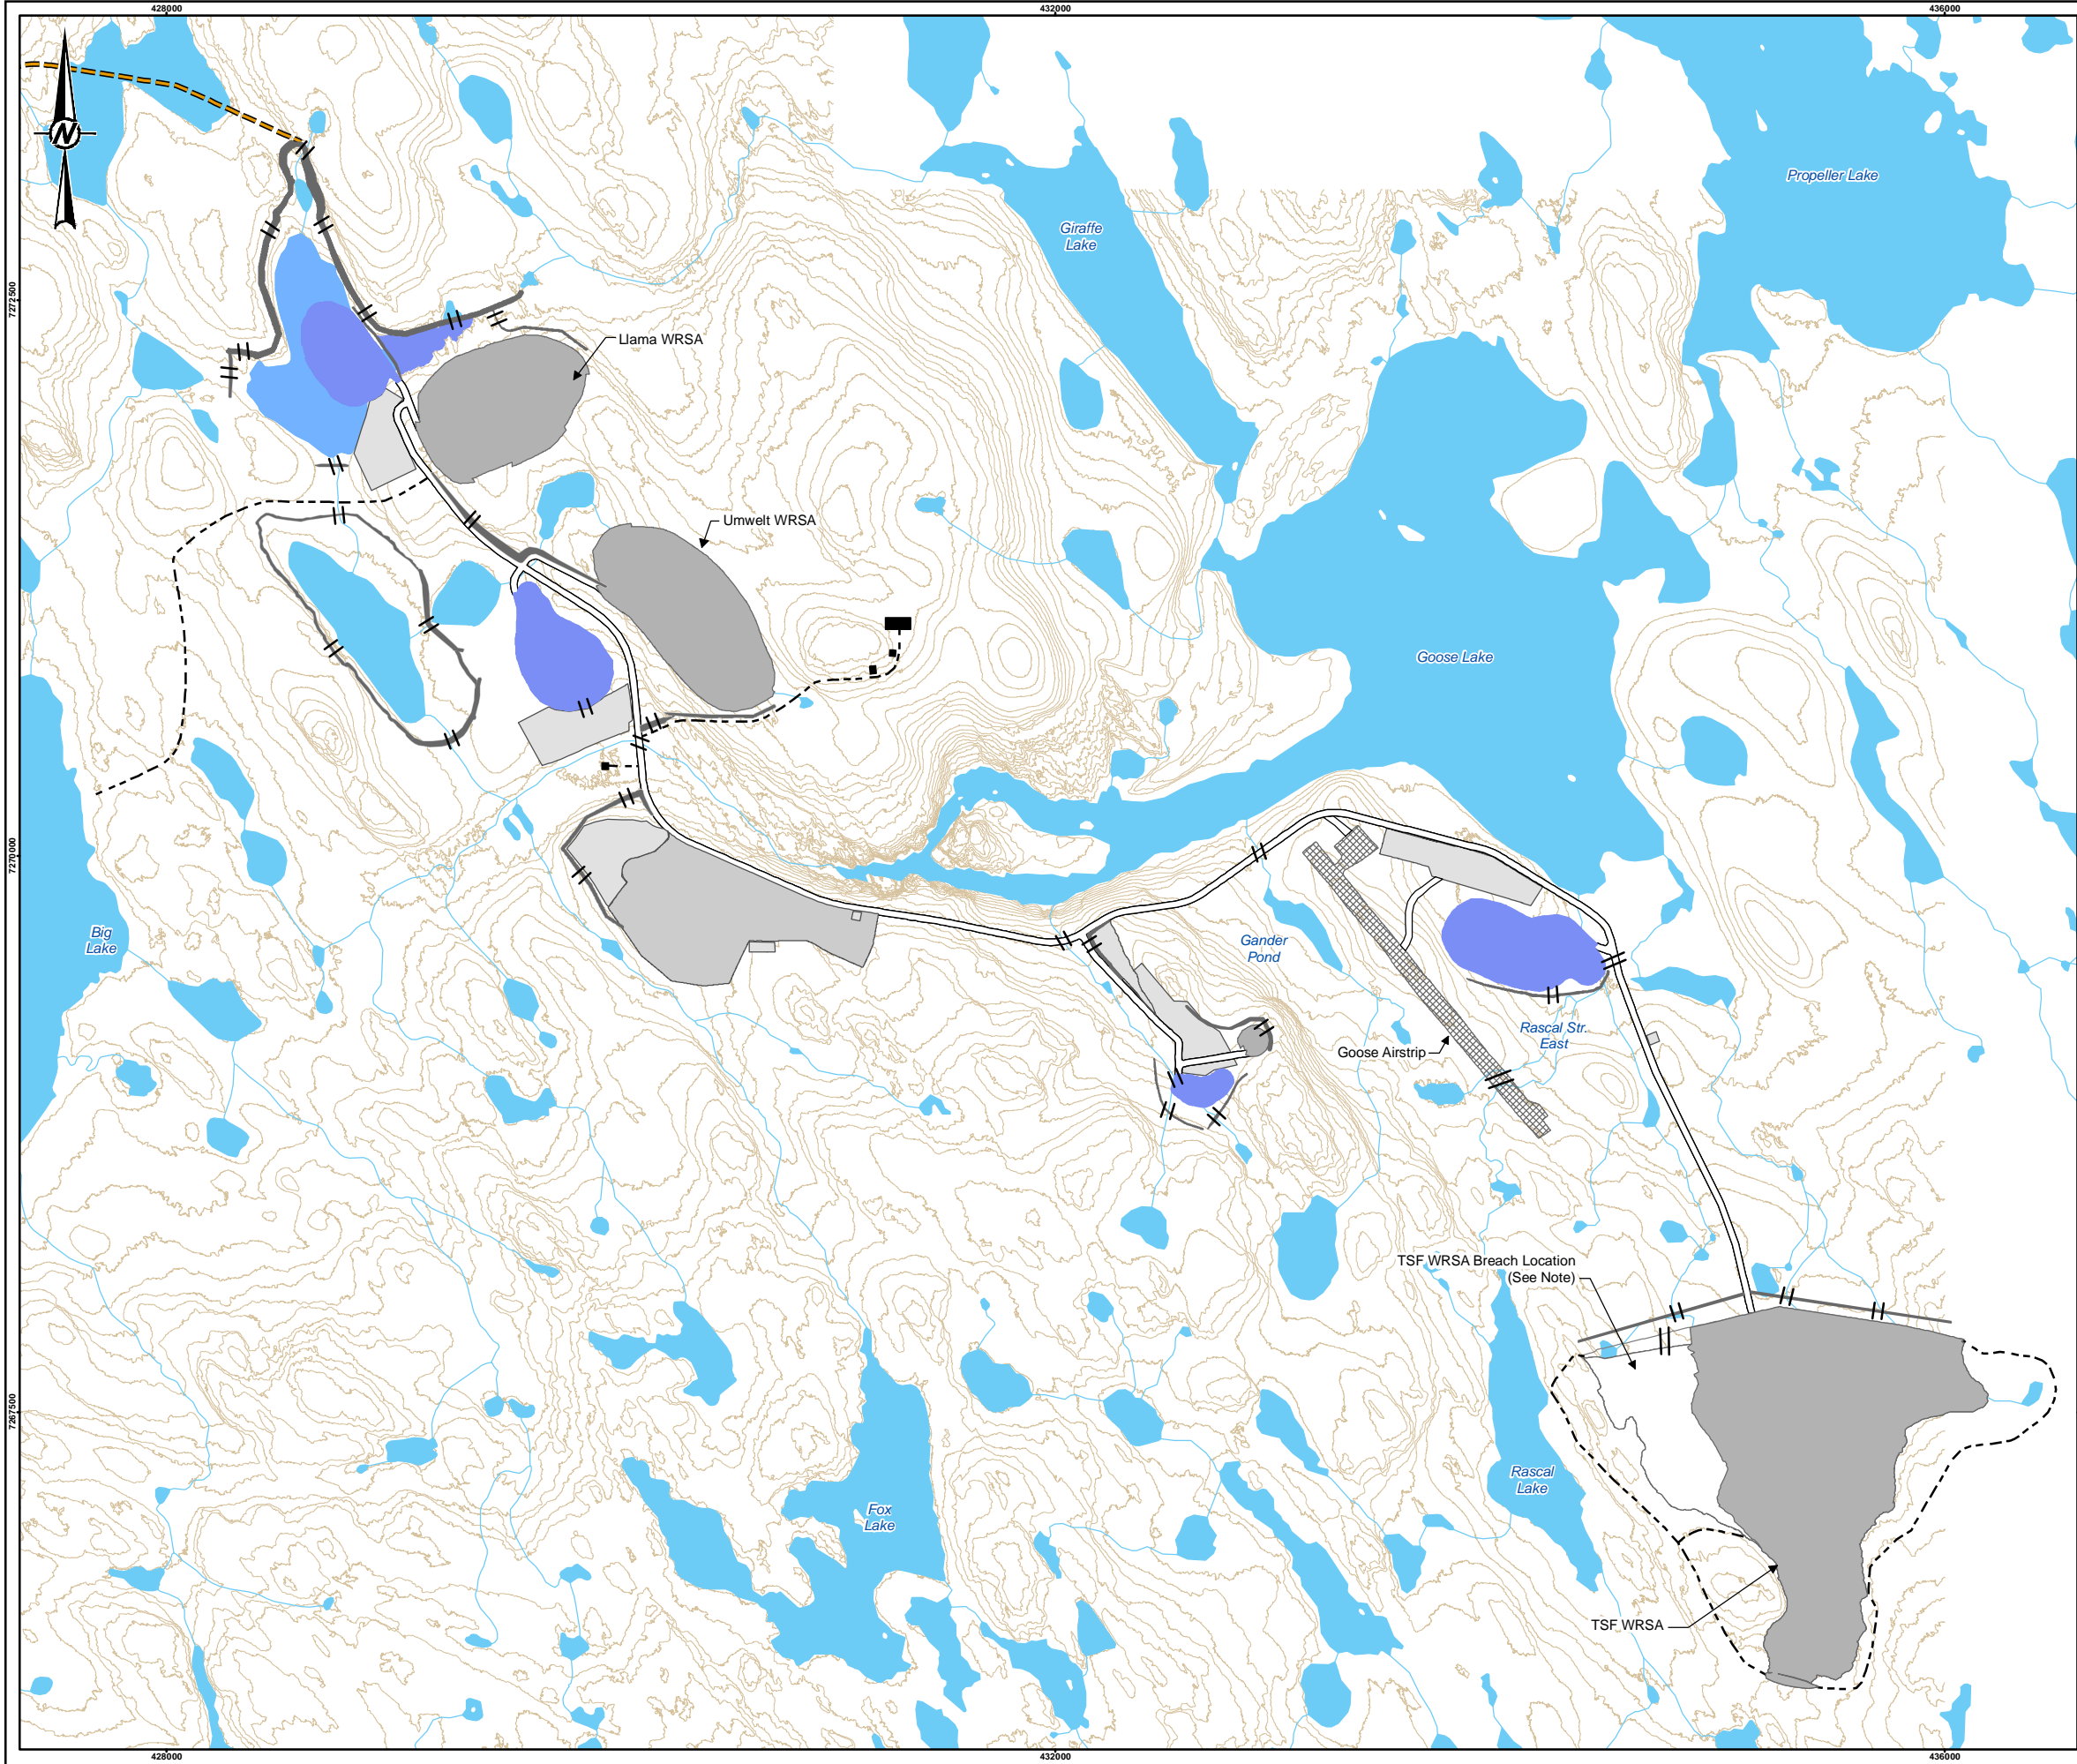 428000
432000
436000
N
Propeller Lake
Giraffe
Lake
7272500
Llama WRSA
Umwelt WRSA
Goose Lake
7270000
Big
Lake
Gander
Pond
Rascal Str.
East
Goose Airstrip
TSF WRSA Breach Location
(See Note)
7267500
Rascal
Lake
Fox
Lake
TSF WRSA
428000
432000
436000